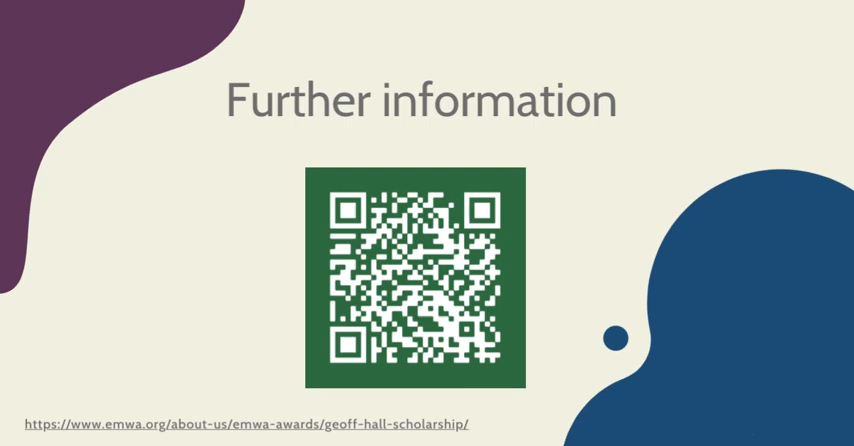 Further information
https://www.emwa.org/about-us/emwa-awards/geoff-hall-scholarship/